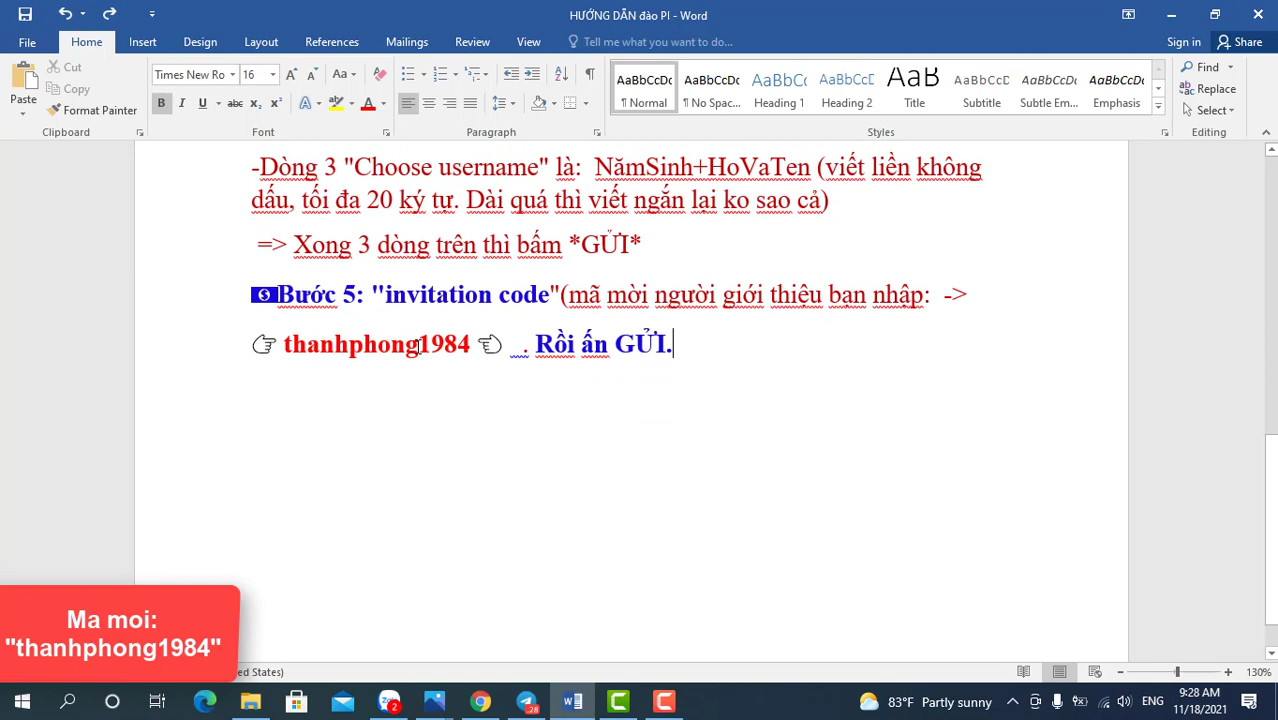 HƯỚNG DẪN đào PI - Word
File Home Insert Design Layout References Mailings Review View Tell me what you want to do... Sign in Share
Paste
Cut
Copy
Format Painter
Clipboard
Times New Ro 16
Font
Paragraph
AaBbCcDc AaBbCcDc AaBbCc AaBbCcC AaB AaBbCcD AaBbCcDc AaBbCcDc
¶ Normal ¶ No Spac... Heading 1 Heading 2 Title Subtitle Subtle Em... Emphasis
Styles
Find
Replace
Select
Editing
-Dòng 3 "Choose username" là: NămSinh+HoVaTen (viết liền không
dấu, tối đa 20 ký tự. Dài quá thì viết ngắn lại ko sao cả)
=> Xong 3 dòng trên thì bấm *GỬI*
Bước 5: "invitation code"(mã mời người giới thiệu bạn nhập: ->
thanhphong1984 . Rồi ấn GỬI.
Ma moi:
"thanhphong1984"
ed States) 130%
2 28 83°F Partly sunny ENG 9:28 AM
11/18/2021